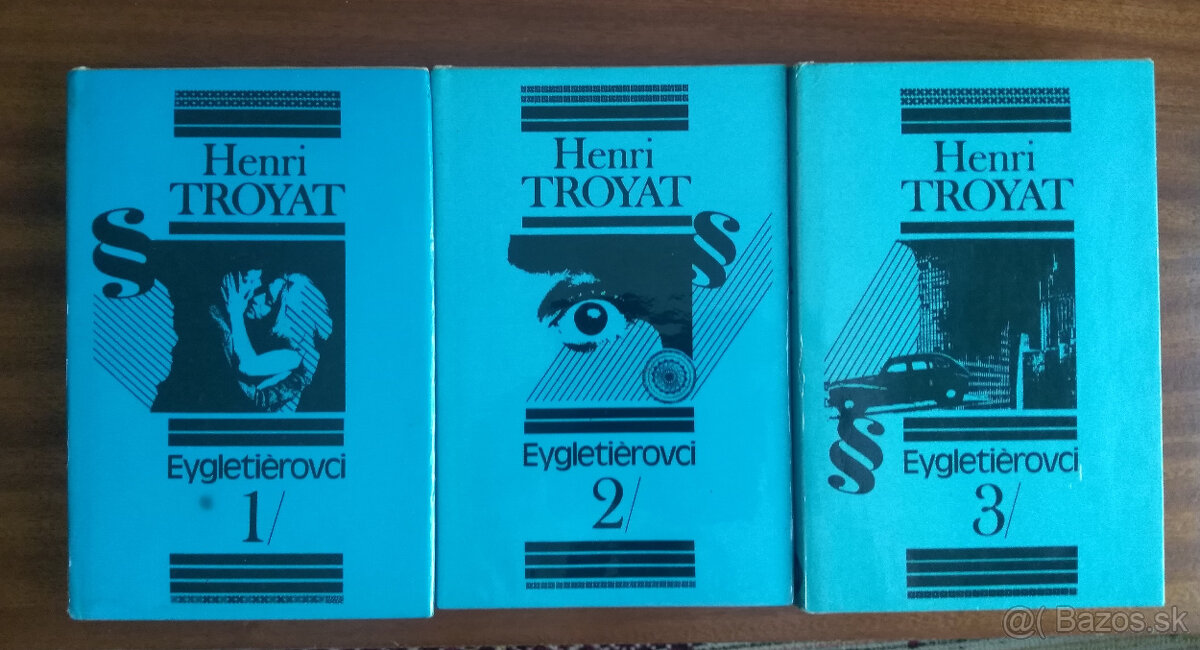 Henri
TROYAT
§
Eygletièrovci
1/
Henri
TROYAT
§
Eygletièrovci
2/
Henri
TROYAT
§
Eygletièrovci
3/
@( Bazos.sk